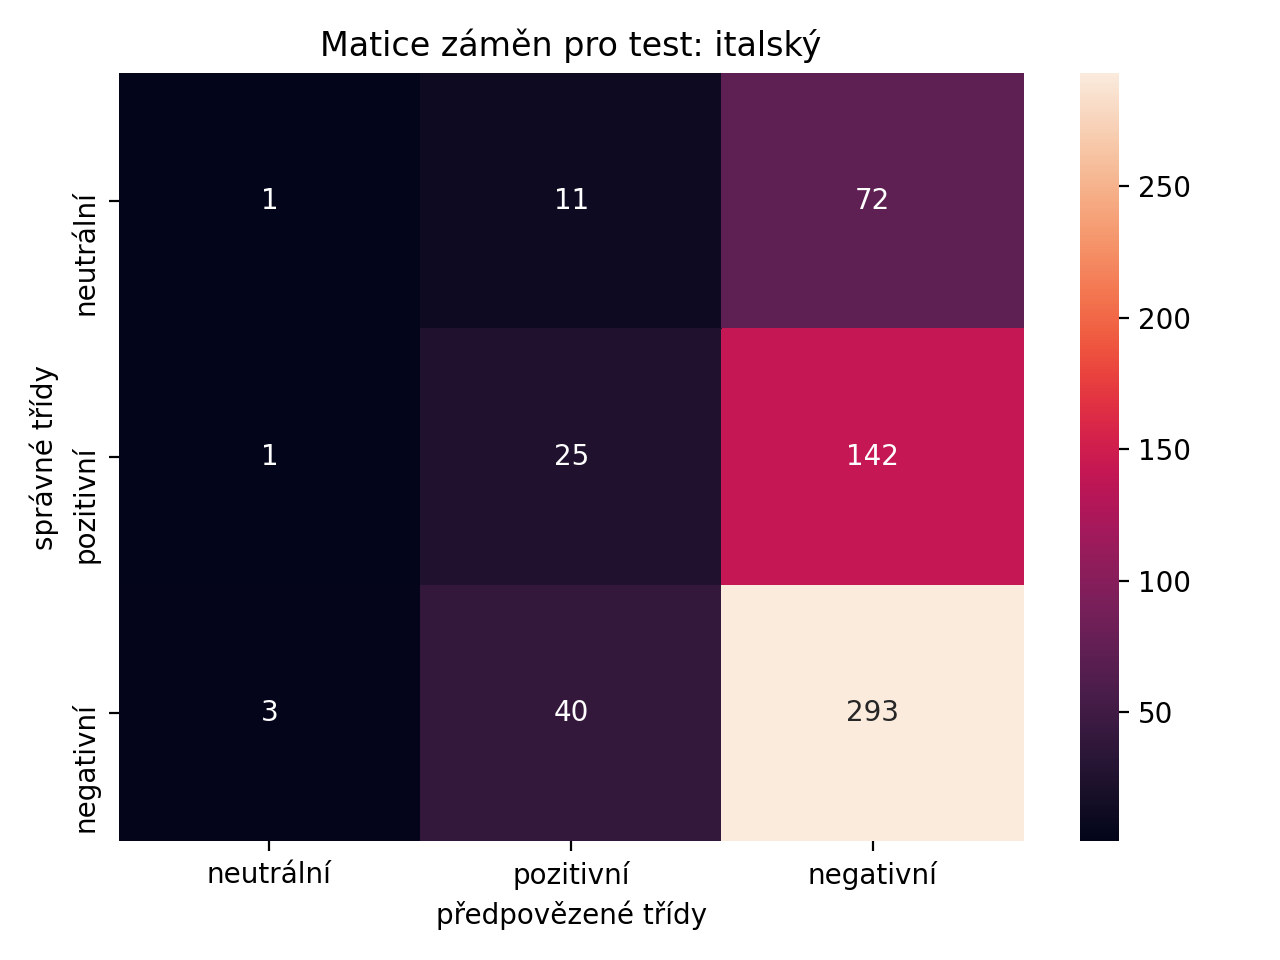 Matice záměn pro test: italský
správné třídy
neutrální
1
11
72
pozitivní
1
25
142
negativní
3
40
293
neutrální
pozitivní
negativní
předpovězené třídy
250
200
150
100
50